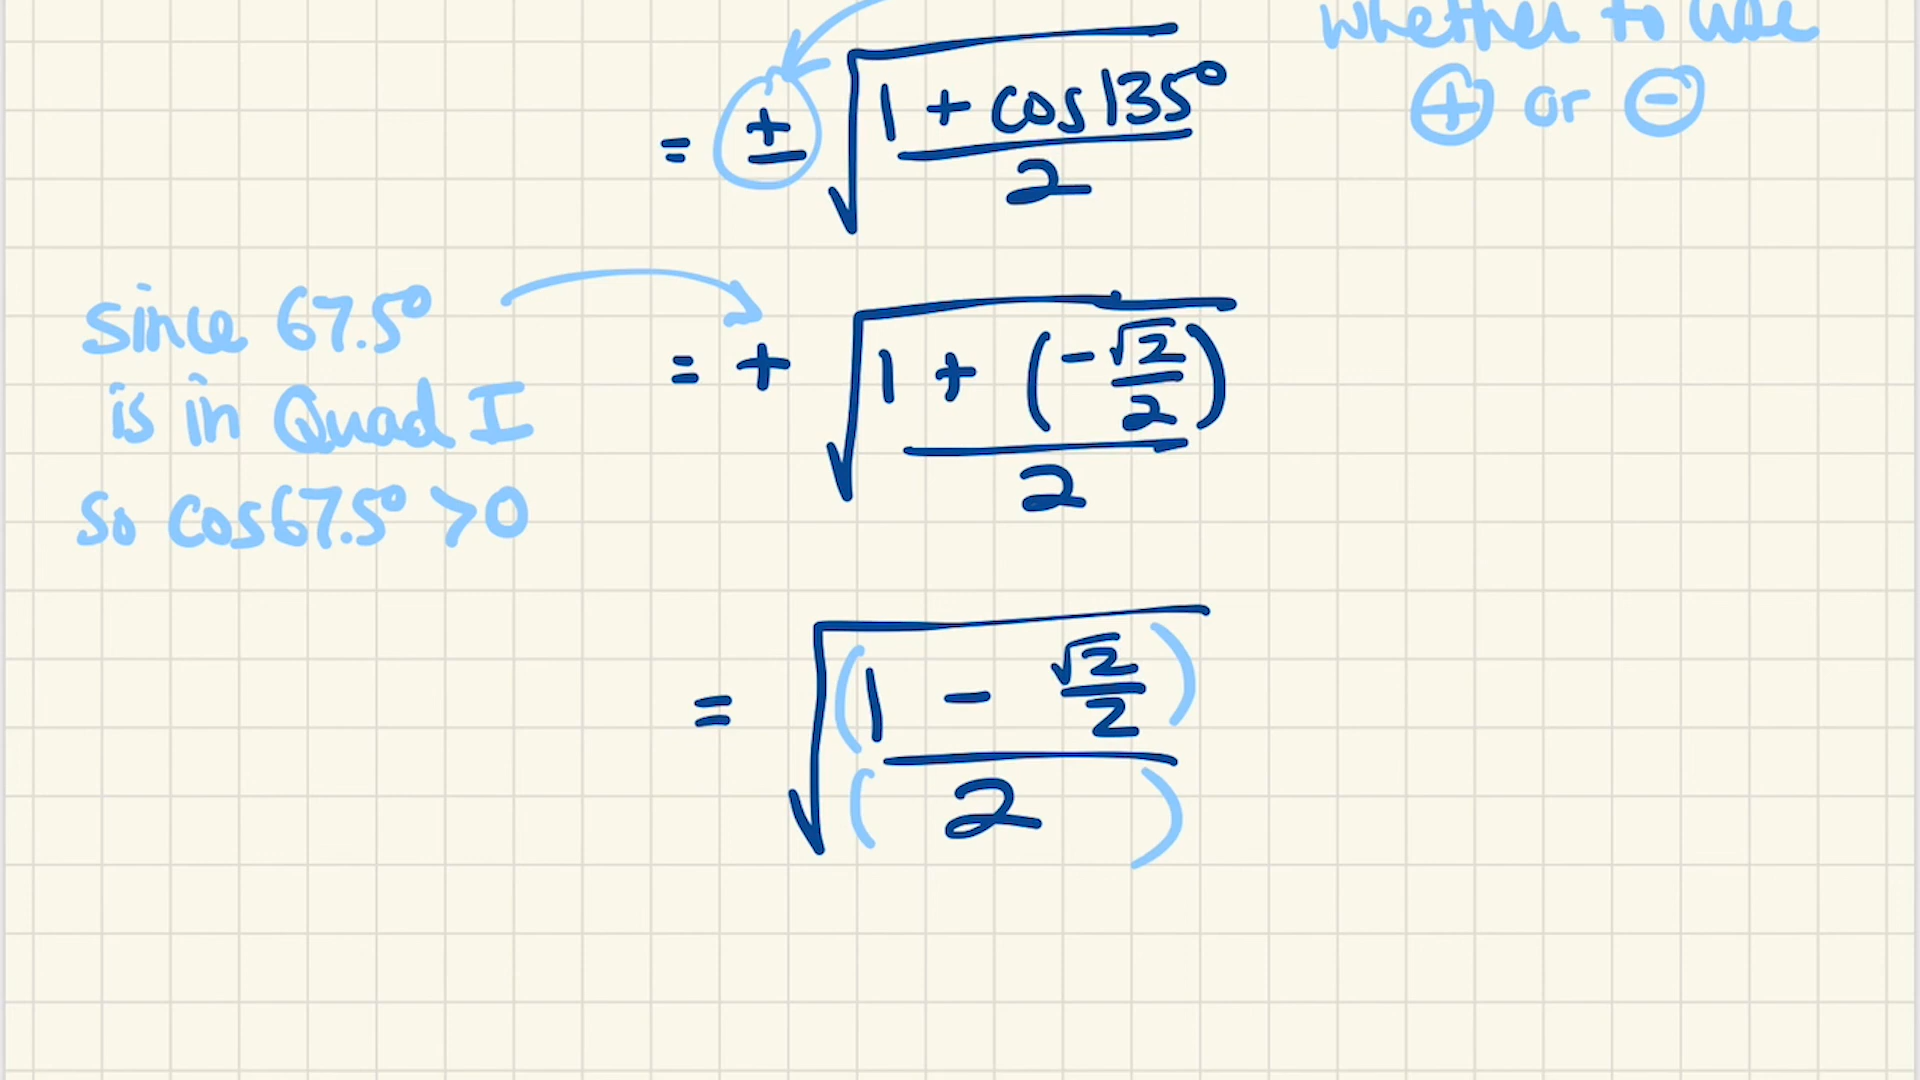 whether to use
⊕ or ⊖
= ± √((1 + cos 135°)/2)
since 67.5°
is in Quad I
so cos 67.5° > 0
= + √((1 + (-√2/2))/2)
= √((1 - √2/2)/(2))